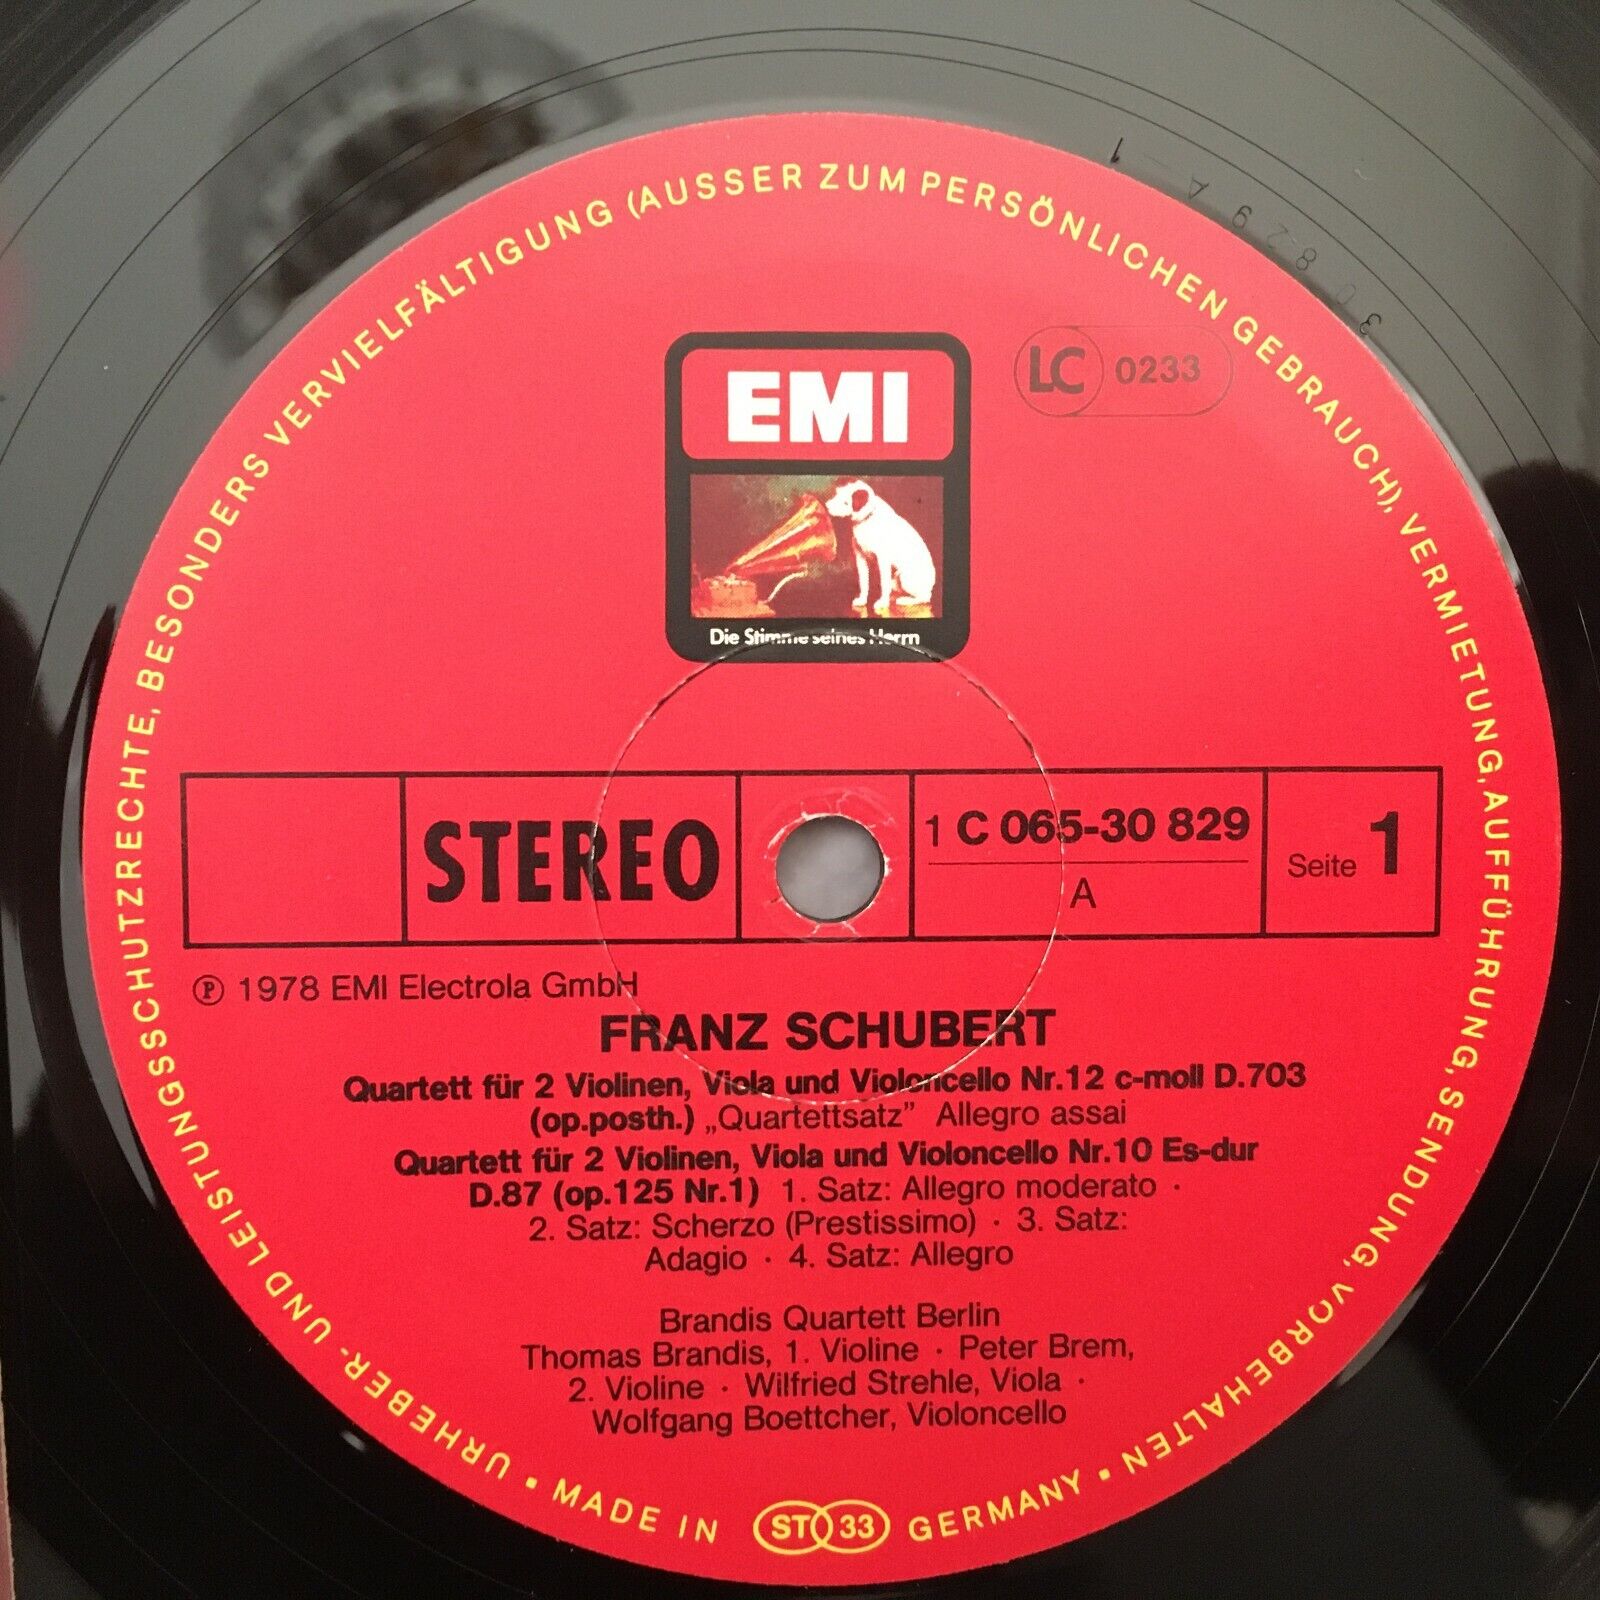 URHEBER- UND LEISTUNGSSCHUTZRECHTE, BESONDERS VERVIELFÄLTIGUNG (AUSSER ZUM PERSÖNLICHEN GEBRAUCH), VERMIETUNG, AUFFÜHRUNG, SENDUNG, VORBEHALTEN
30829 A-1
EMI
LC 0233
Die Stimme seines Herrn
STEREO
1 C 065-30 829
A
Seite 1
℗ 1978 EMI Electrola GmbH
FRANZ SCHUBERT
Quartett für 2 Violinen, Viola und Violoncello Nr.12 c-moll D.703
(op.posth.) „Quartettsatz” Allegro assai
Quartett für 2 Violinen, Viola und Violoncello Nr.10 Es-dur
D.87 (op.125 Nr.1) 1. Satz: Allegro moderato ·
2. Satz: Scherzo (Prestissimo) · 3. Satz:
Adagio · 4. Satz: Allegro
Brandis Quartett Berlin
Thomas Brandis, 1. Violine · Peter Brem,
2. Violine · Wilfried Strehle, Viola ·
Wolfgang Boettcher, Violoncello
· MADE IN ST 33 GERMANY ·